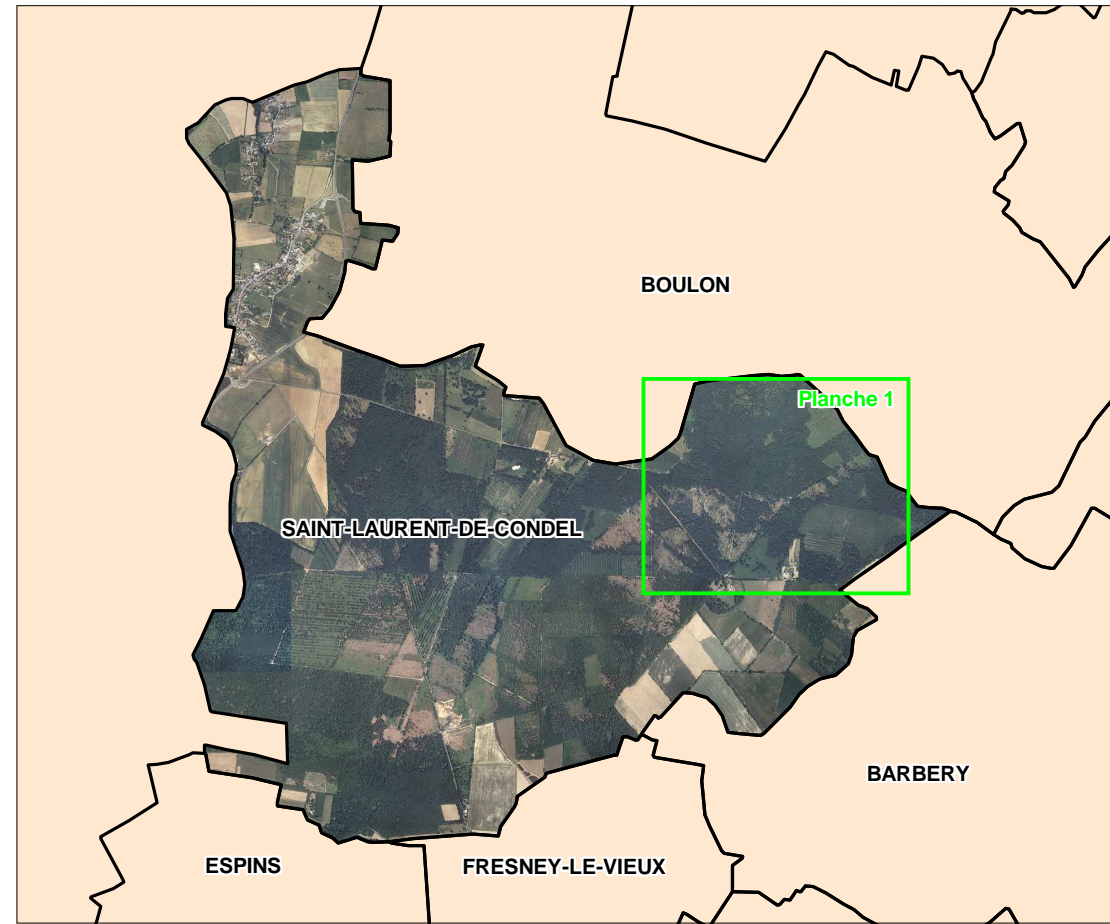 BOULON
Planche 1
SAINT-LAURENT-DE-CONDEL
BARBERY
ESPINS
FRESNEY-LE-VIEUX